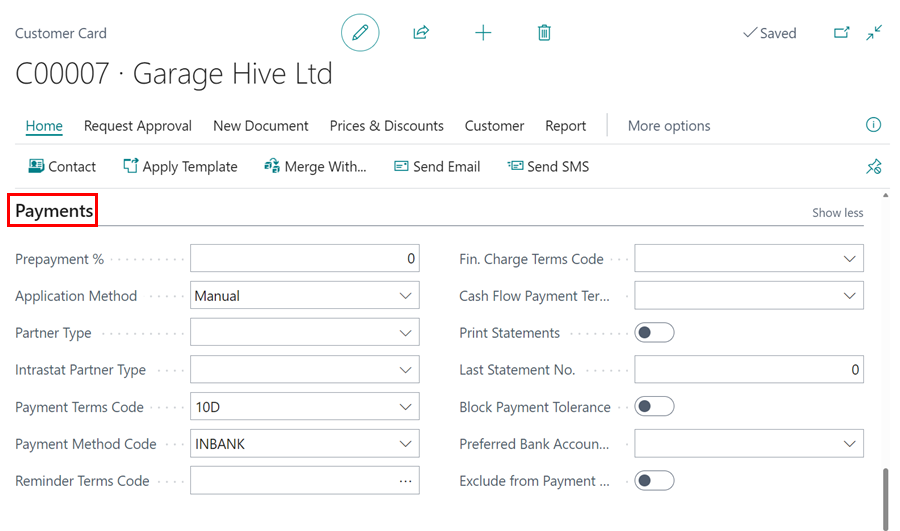 Customer Card
Saved
C00007 · Garage Hive Ltd
Home Request Approval New Document Prices & Discounts Customer Report More options
Contact Apply Template Merge With... Send Email Send SMS
Payments
Show less
Prepayment % 0
Application Method Manual
Partner Type
Intrastat Partner Type
Payment Terms Code 10D
Payment Method Code INBANK
Reminder Terms Code ...
Fin. Charge Terms Code
Cash Flow Payment Ter...
Print Statements
Last Statement No. 0
Block Payment Tolerance
Preferred Bank Accoun...
Exclude from Payment ...